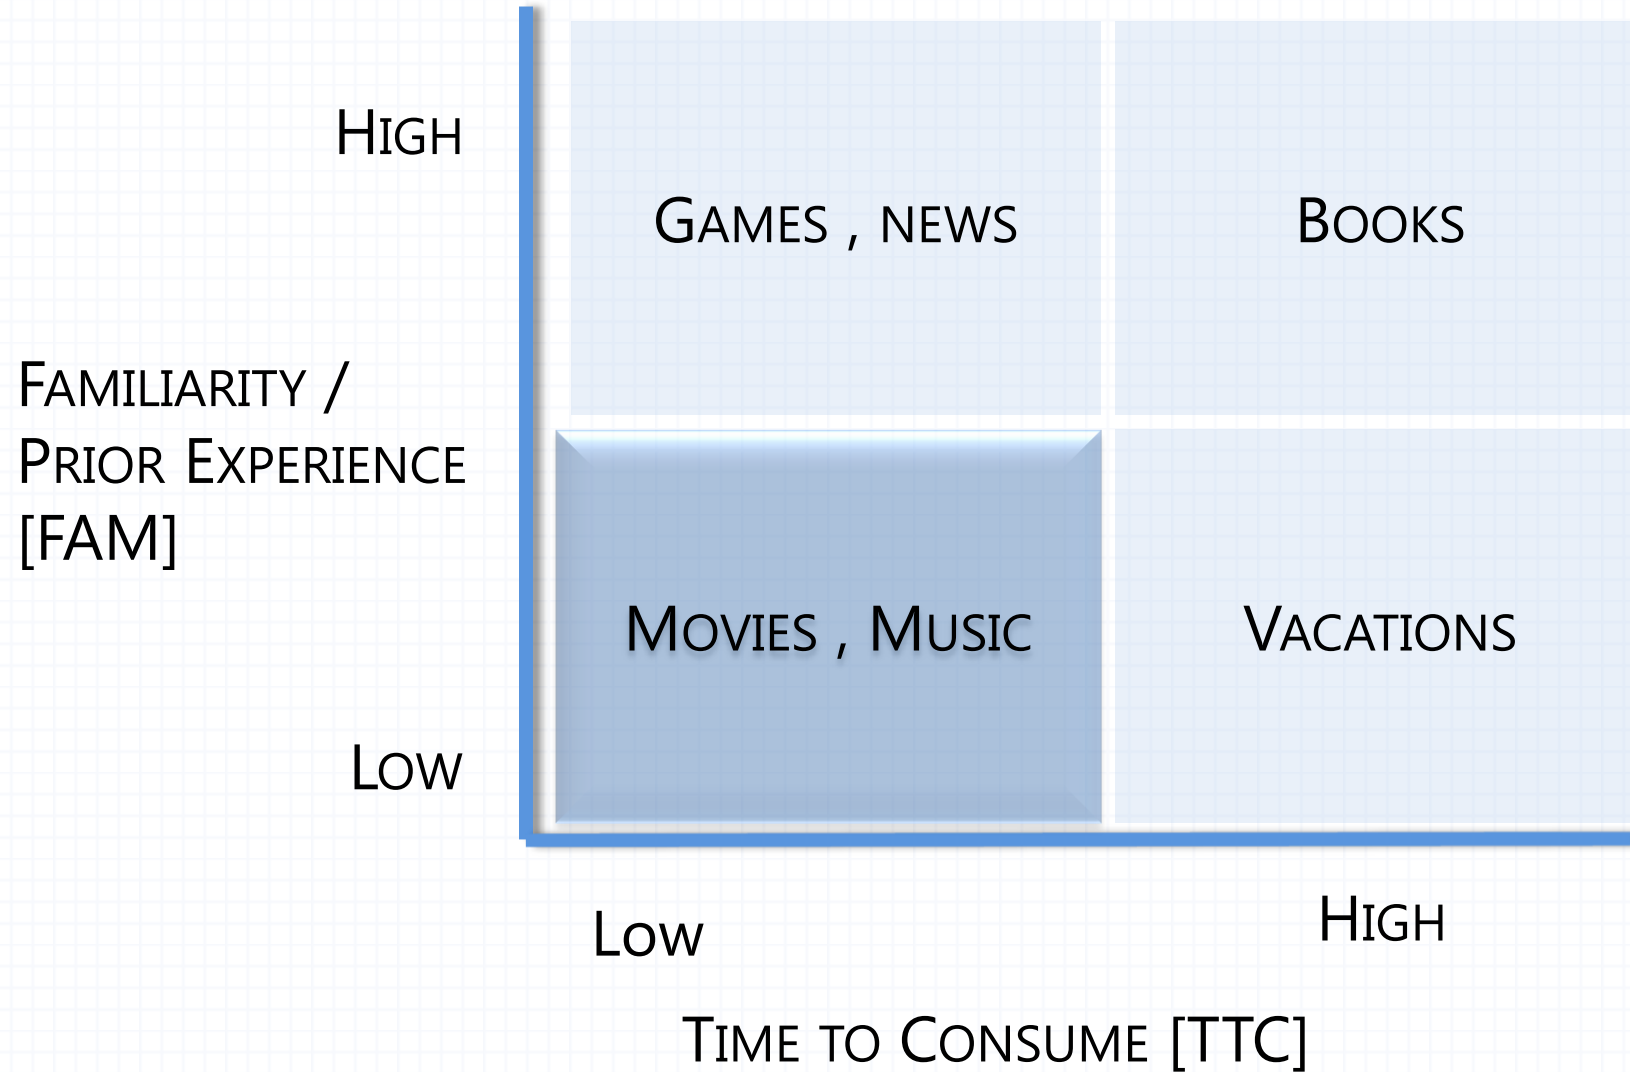 High
Games , news
Books
Familiarity /
Prior Experience
[FAM]
Movies , Music
Vacations
Low
Low
High
Time to Consume [TTC]